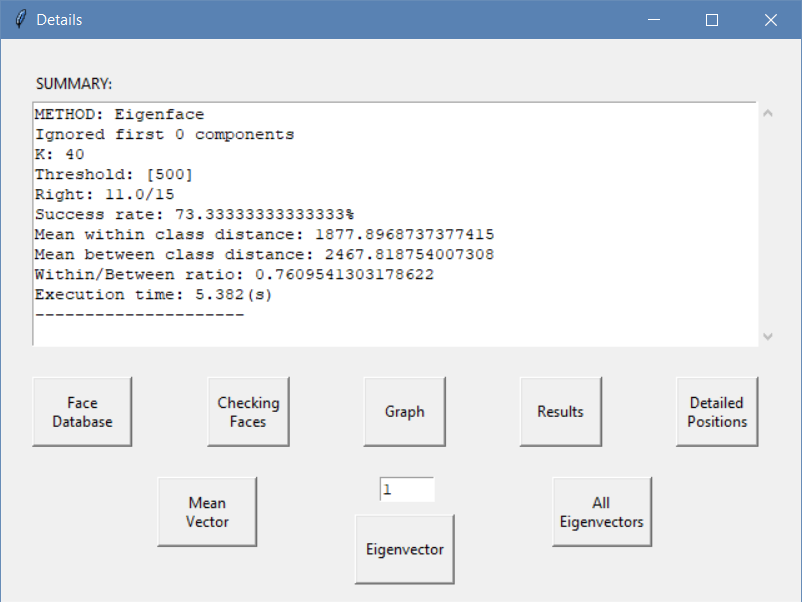 Details
SUMMARY:
METHOD: Eigenface
Ignored first 0 components
K: 40
Threshold: [500]
Right: 11.0/15
Success rate: 73.33333333333333%
Mean within class distance: 1877.8968737377415
Mean between class distance: 2467.818754007308
Within/Between ratio: 0.7609541303178622
Execution time: 5.382(s)
---------------------
Face
Database
Checking
Faces
Graph
Results
Detailed
Positions
Mean
Vector
1
Eigenvector
All
Eigenvectors